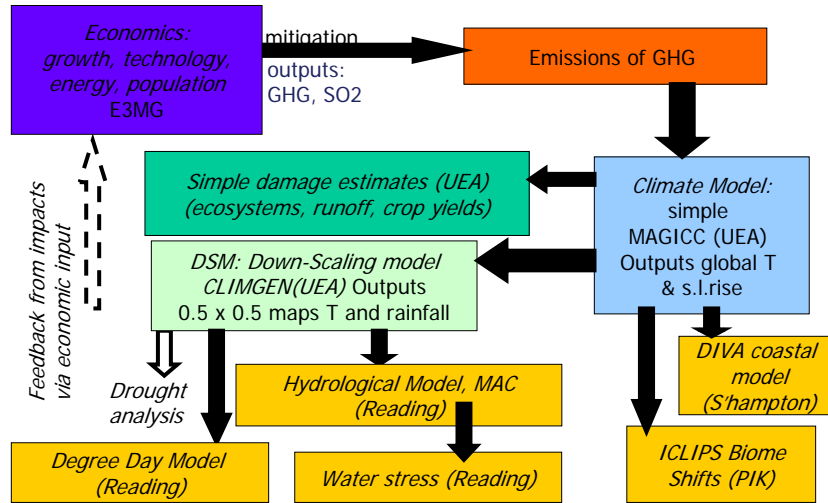 Economics:
growth, technology,
energy, population
E3MG
mitigation
outputs:
GHG, SO2
Emissions of GHG
Simple damage estimates (UEA)
(ecosystems, runoff, crop yields)
Climate Model:
simple
MAGICC (UEA)
Outputs global T
& s.l.rise
DSM: Down-Scaling model
CLIMGEN(UEA) Outputs
0.5 x 0.5 maps T and rainfall
Feedback from impacts
via economic input
Drought
analysis
Hydrological Model, MAC
(Reading)
DIVA coastal
model
(S'hampton)
Degree Day Model
(Reading)
Water stress (Reading)
ICLIPS Biome
Shifts (PIK)